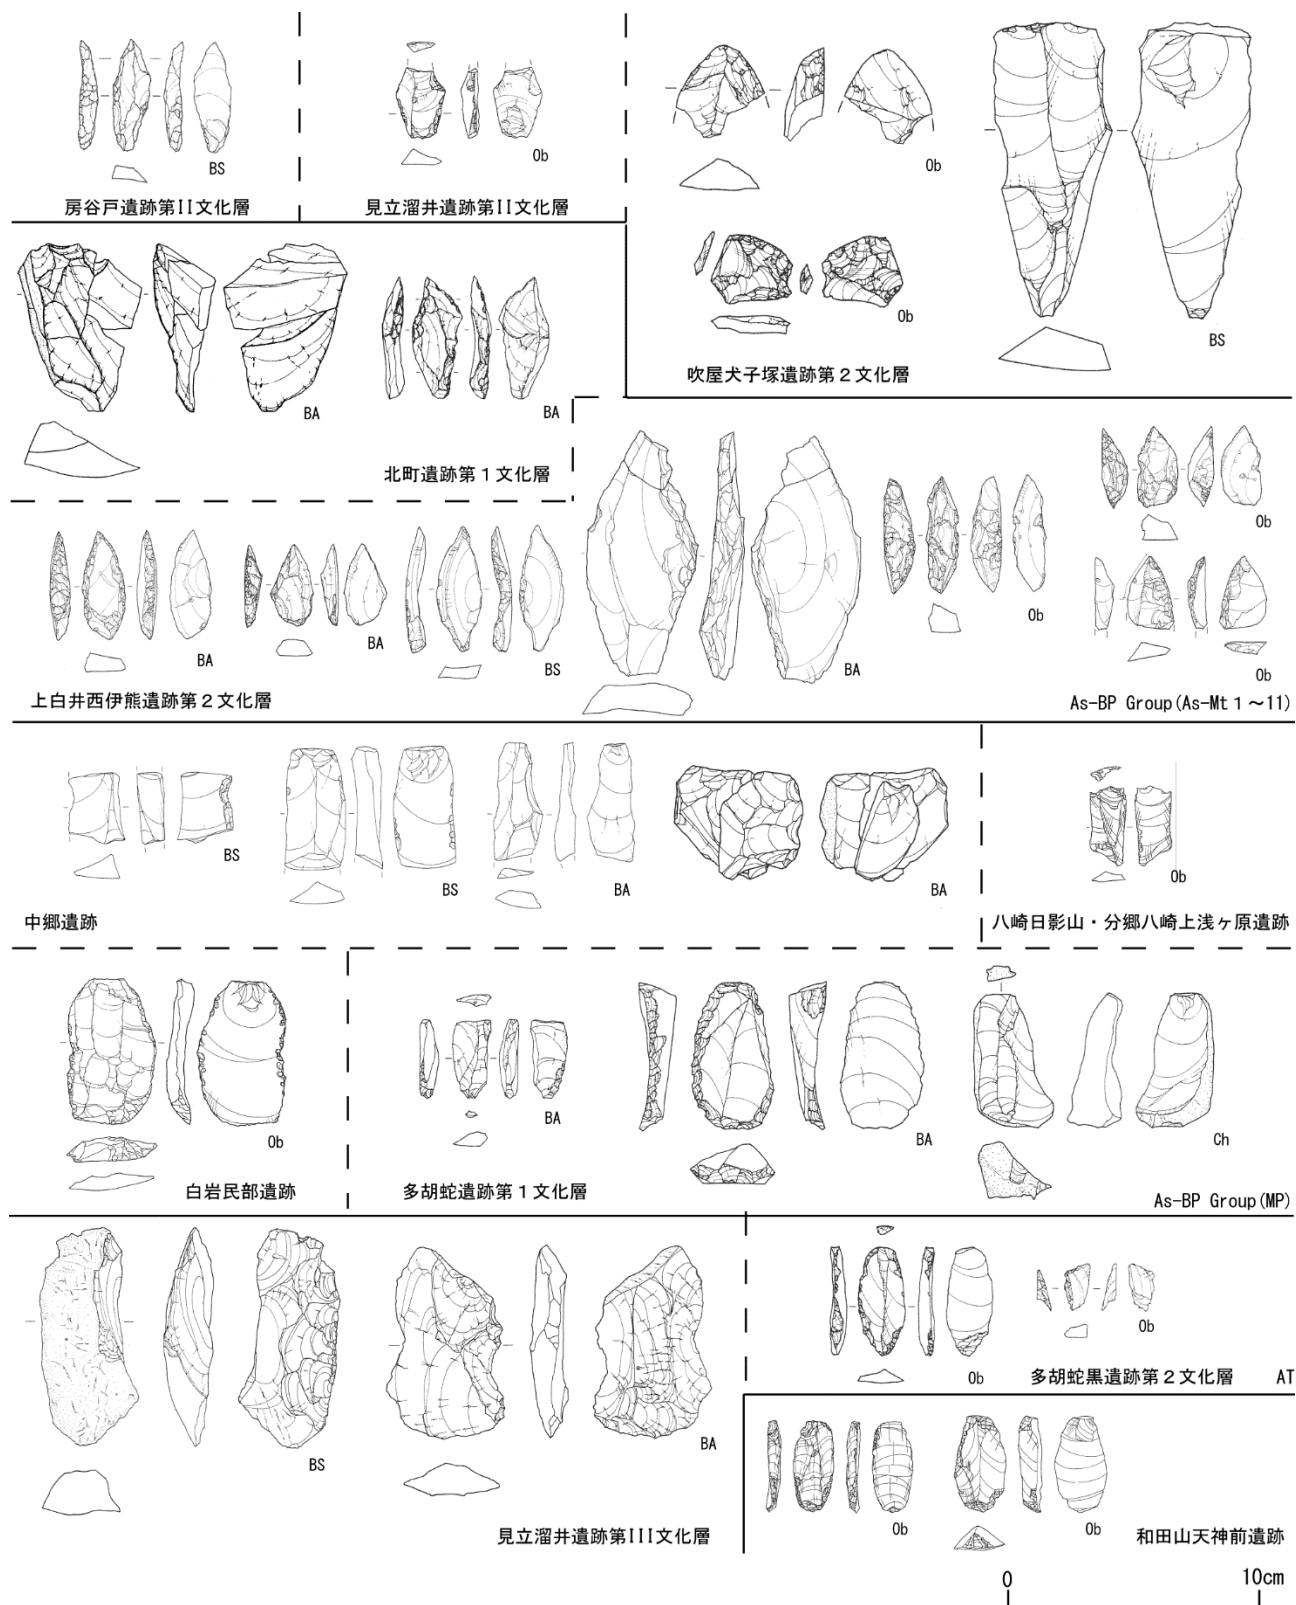 BS
房谷戸遺跡第II文化層
Ob
見立溜井遺跡第II文化層
Ob
Ob
BS
吹屋犬子塚遺跡第２文化層
BA
BA
北町遺跡第１文化層
BA
BA
BS
上白井西伊熊遺跡第２文化層
BA
Ob
Ob
Ob
As-BP Group(As-Mt 1～11)
BS
BS
BA
BA
中郷遺跡
Ob
八崎日影山・分郷八崎上浅ヶ原遺跡
Ob
白岩民部遺跡
BA
多胡蛇遺跡第１文化層
BA
Ch
As-BP Group(MP)
BS
BA
見立溜井遺跡第III文化層
Ob
Ob
多胡蛇黒遺跡第２文化層
AT
Ob
Ob
和田山天神前遺跡
0
10cm